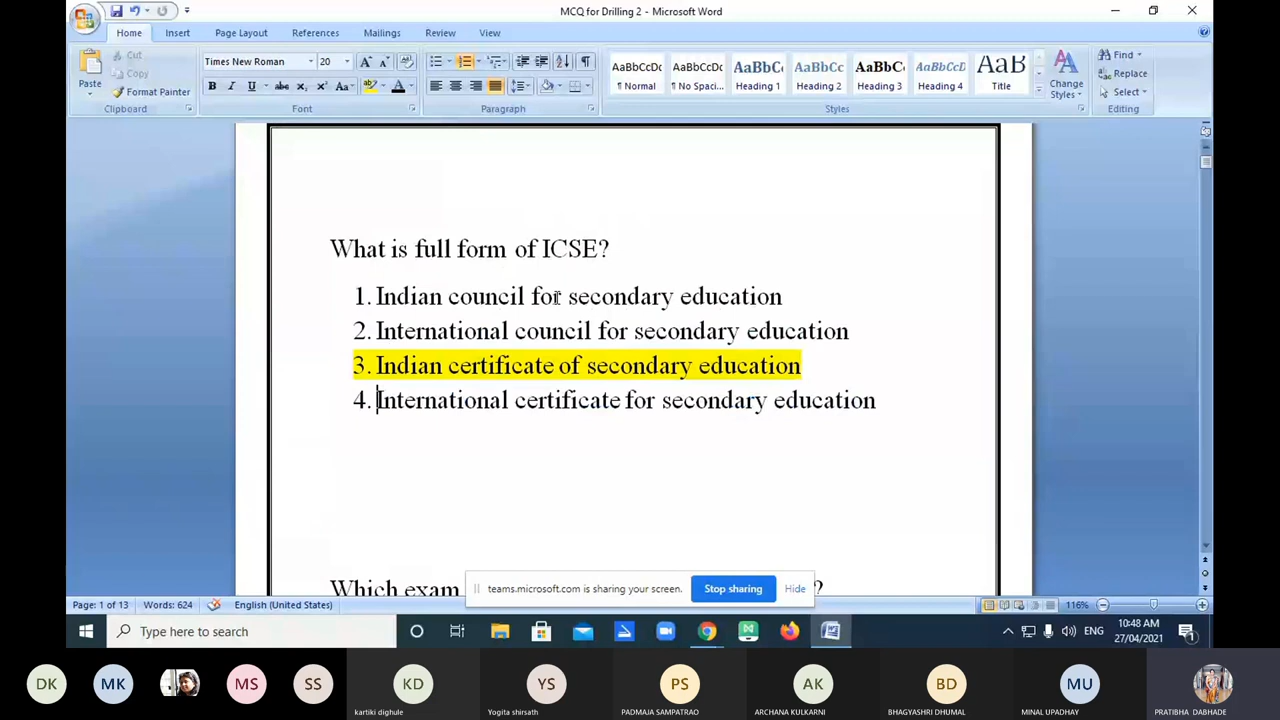 MCQ for Drilling 2 - Microsoft Word
Home Insert Page Layout References Mailings Review View
Cut
Copy
Format Painter
Paste
Clipboard
Times New Roman 20
Font
Paragraph
AaBbCcDc AaBbCcDc AaBbCc AaBbCc AaBbCc AaBbCcD AaB
¶ Normal ¶ No Spaci... Heading 1 Heading 2 Heading 3 Heading 4 Title
Change Styles
Styles
Find
Replace
Select
Editing
What is full form of ICSE?
1. Indian council for secondary education
2. International council for secondary education
3. Indian certificate of secondary education
4. International certificate for secondary education
Which exam ?
teams.microsoft.com is sharing your screen. Stop sharing Hide
Page: 1 of 13 Words: 624 English (United States) 116%
Type here to search
ENG
10:48 AM
27/04/2021
1
DK MK MS SS KD YS PS AK BD MU
kartiki dighule Yogita shirsath PADMAJA SAMPATRAO ARCHANA KULKARNI BHAGYASHRI DHUMAL MINAL UPADHAY PRATIBHA DABHADE